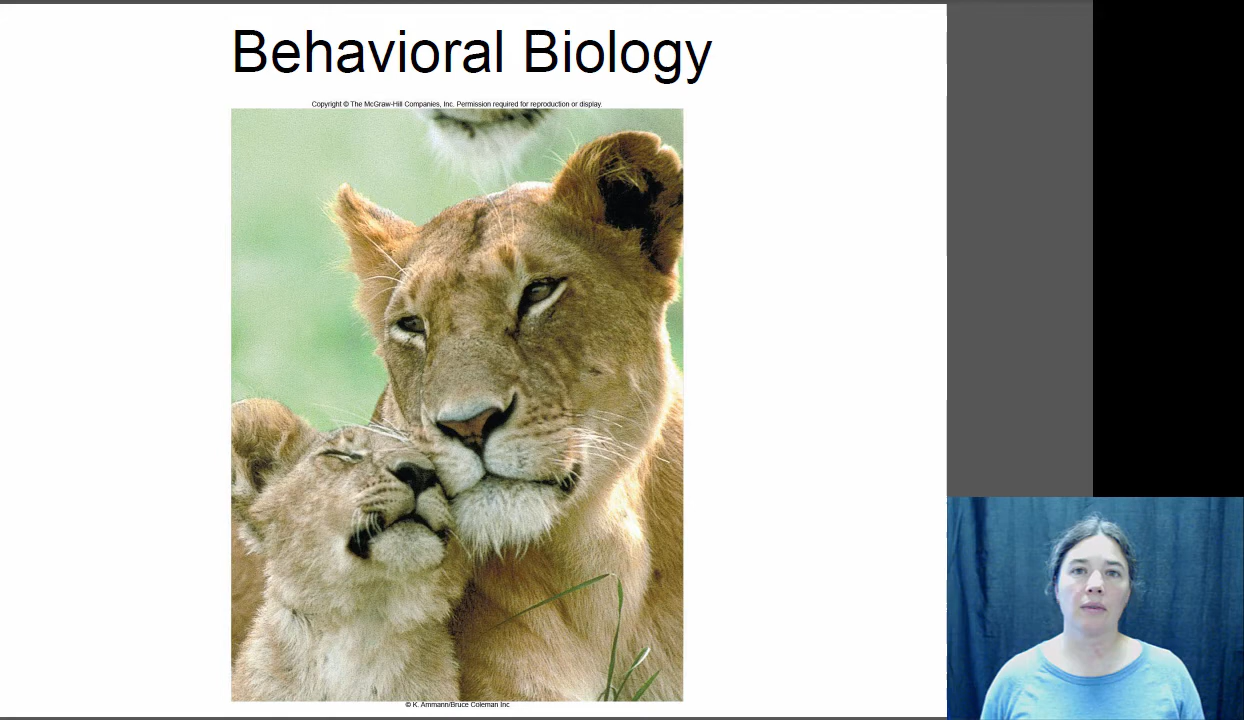 Behavioral Biology
Copyright © The McGraw-Hill Companies, Inc. Permission required for reproduction or display.
© K. Ammann/Bruce Coleman Inc